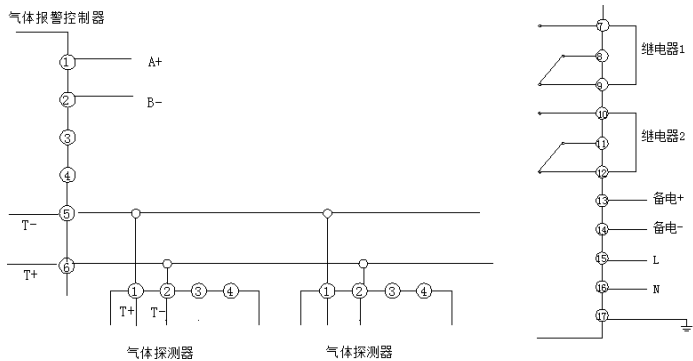 气体报警控制器
① A+
② B-
③
④
⑤
T-
⑥
T+
① ② ③ ④
T+ T-
气体探测器
① ② ③ ④
气体探测器
⑦
⑧ 继电器1
⑨
⑩
⑪ 继电器2
⑫
⑬ 备电+
⑭ 备电-
⑮ L
⑯ N
⑰